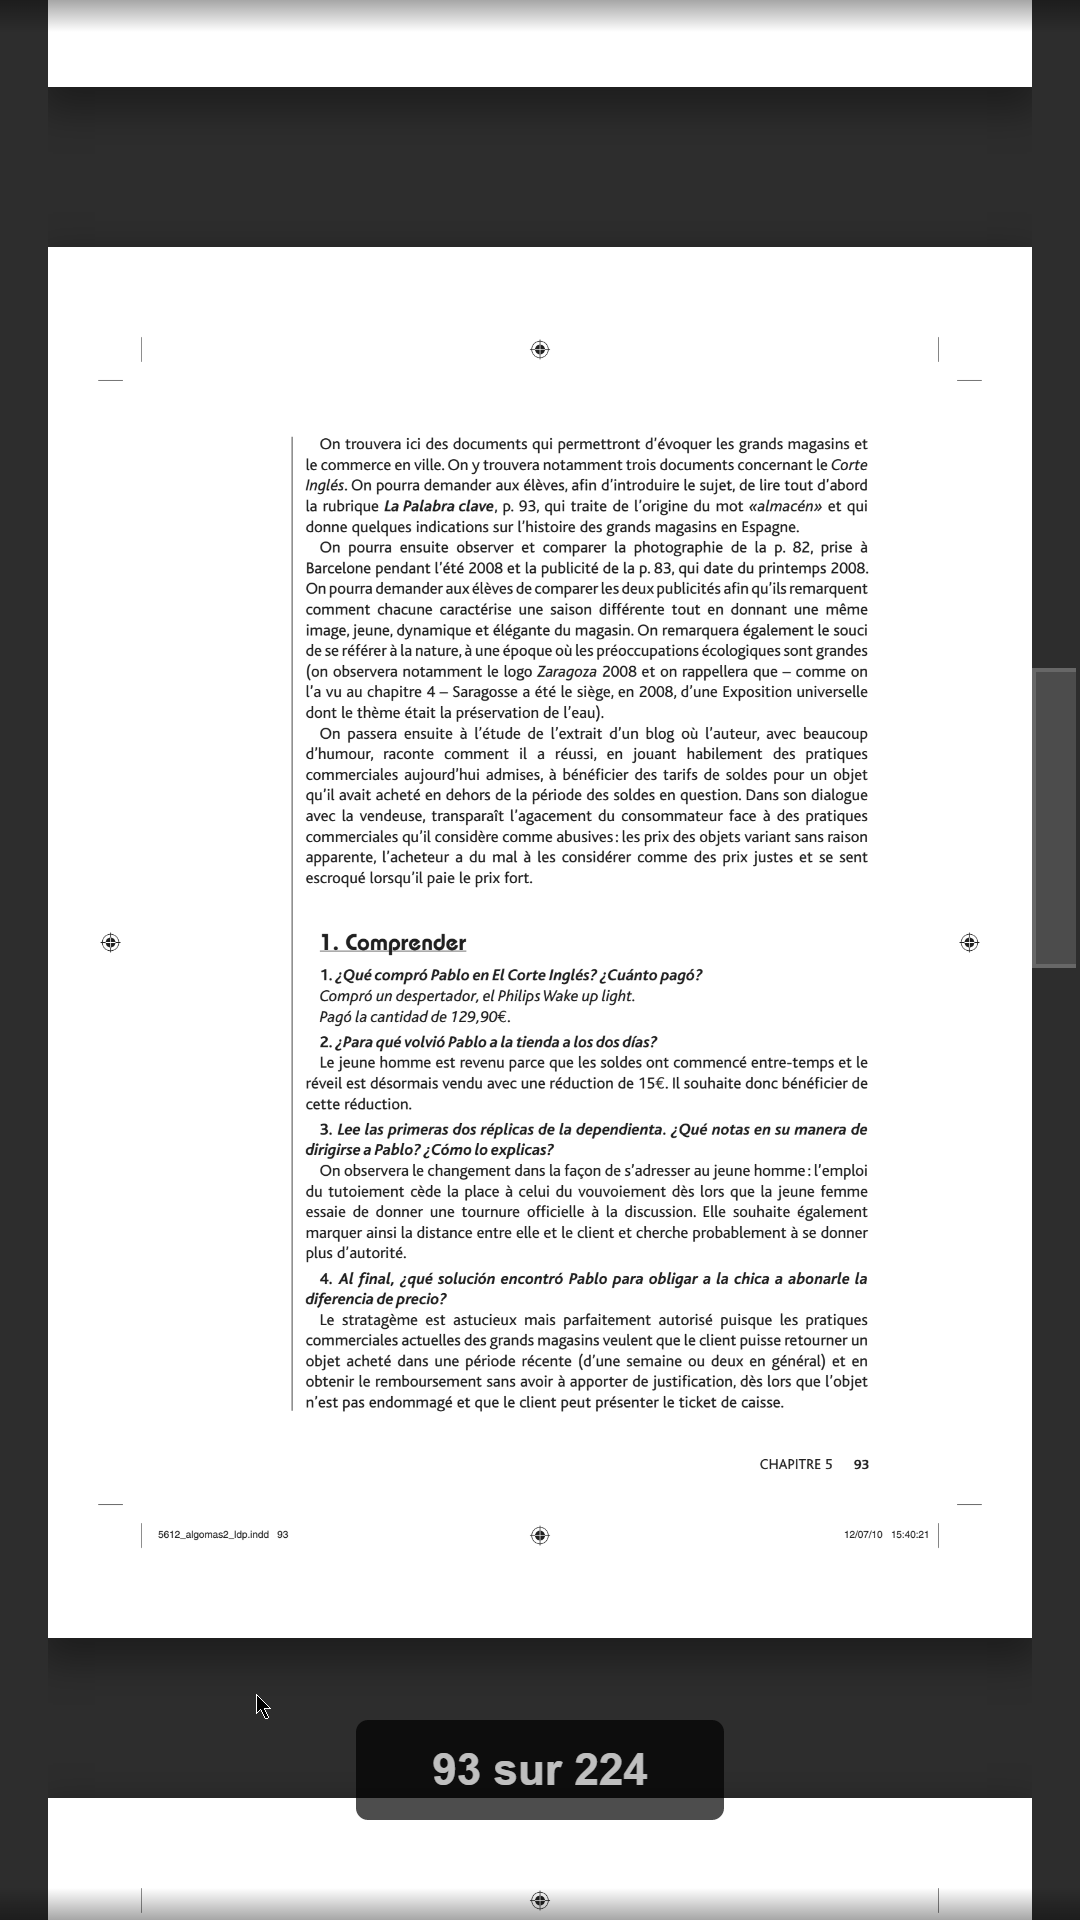 On trouvera ici des documents qui permettront d’évoquer les grands magasins et
le commerce en ville. On y trouvera notamment trois documents concernant le Corte
Inglés. On pourra demander aux élèves, afin d’introduire le sujet, de lire tout d’abord
la rubrique La Palabra clave, p. 93, qui traite de l’origine du mot «almacén» et qui
donne quelques indications sur l’histoire des grands magasins en Espagne.
On pourra ensuite observer et comparer la photographie de la p. 82, prise à
Barcelone pendant l’été 2008 et la publicité de la p. 83, qui date du printemps 2008.
On pourra demander aux élèves de comparer les deux publicités afin qu’ils remarquent
comment chacune caractérise une saison différente tout en donnant une même
image, jeune, dynamique et élégante du magasin. On remarquera également le souci
de se référer à la nature, à une époque où les préoccupations écologiques sont grandes
(on observera notamment le logo Zaragoza 2008 et on rappellera que – comme on
l’a vu au chapitre 4 – Saragosse a été le siège, en 2008, d’une Exposition universelle
dont le thème était la préservation de l’eau).
On passera ensuite à l’étude de l’extrait d’un blog où l’auteur, avec beaucoup
d’humour, raconte comment il a réussi, en jouant habilement des pratiques
commerciales aujourd’hui admises, à bénéficier des tarifs de soldes pour un objet
qu’il avait acheté en dehors de la période des soldes en question. Dans son dialogue
avec la vendeuse, transparaît l’agacement du consommateur face à des pratiques
commerciales qu’il considère comme abusives : les prix des objets variant sans raison
apparente, l’acheteur a du mal à les considérer comme des prix justes et se sent
escroqué lorsqu’il paie le prix fort.
1. Comprender
1. ¿Qué compró Pablo en El Corte Inglés? ¿Cuánto pagó?
Compró un despertador, el Philips Wake up light.
Pagó la cantidad de 129,90€.
2. ¿Para qué volvió Pablo a la tienda a los dos días?
Le jeune homme est revenu parce que les soldes ont commencé entre-temps et le
réveil est désormais vendu avec une réduction de 15€. Il souhaite donc bénéficier de
cette réduction.
3. Lee las primeras dos réplicas de la dependienta. ¿Qué notas en su manera de
dirigirse a Pablo? ¿Cómo lo explicas?
On observera le changement dans la façon de s’adresser au jeune homme : l’emploi
du tutoiement cède la place à celui du vouvoiement dès lors que la jeune femme
essaie de donner une tournure officielle à la discussion. Elle souhaite également
marquer ainsi la distance entre elle et le client et cherche probablement à se donner
plus d’autorité.
4. Al final, ¿qué solución encontró Pablo para obligar a la chica a abonarle la
diferencia de precio?
Le stratagème est astucieux mais parfaitement autorisé puisque les pratiques
commerciales actuelles des grands magasins veulent que le client puisse retourner un
objet acheté dans une période récente (d’une semaine ou deux en général) et en
obtenir le remboursement sans avoir à apporter de justification, dès lors que l’objet
n’est pas endommagé et que le client peut présenter le ticket de caisse.
CHAPITRE 5 93
5612_algomas2_ldp.indd 93
12/07/10 15:40:21
93 sur 224